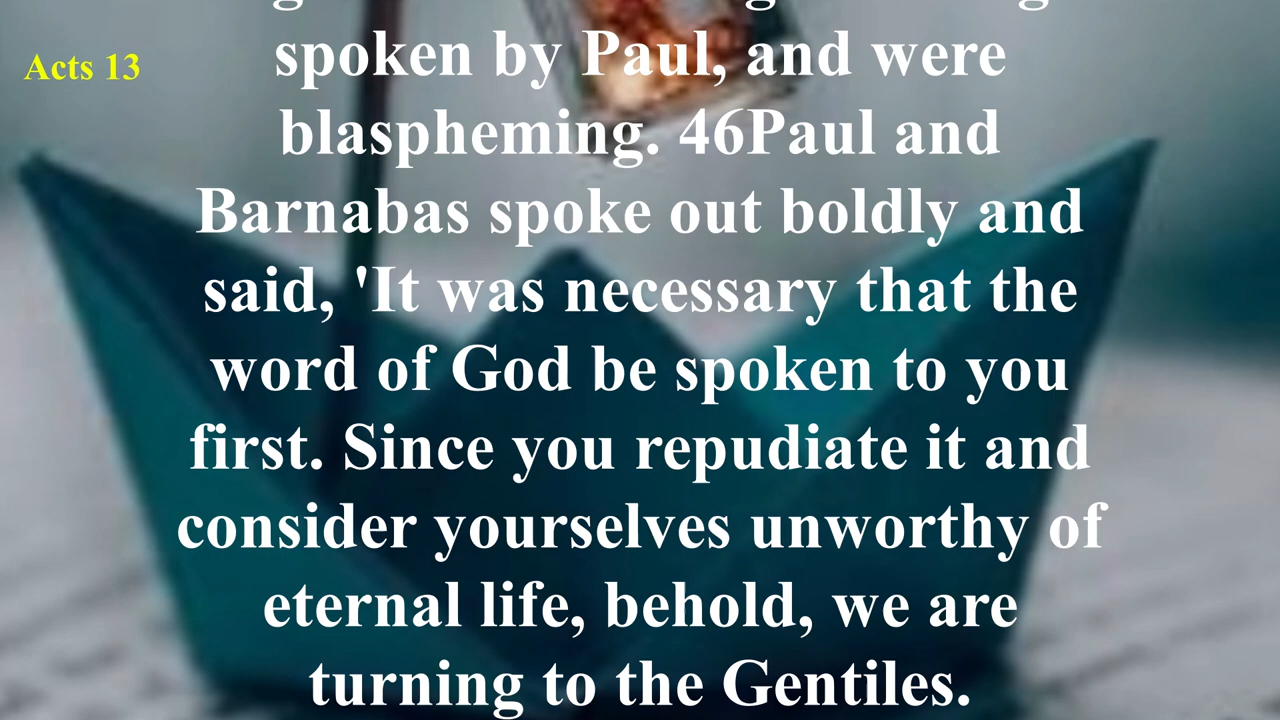 Acts 13
spoken by Paul, and were
blaspheming. 46Paul and
Barnabas spoke out boldly and
said, 'It was necessary that the
word of God be spoken to you
first. Since you repudiate it and
consider yourselves unworthy of
eternal life, behold, we are
turning to the Gentiles.